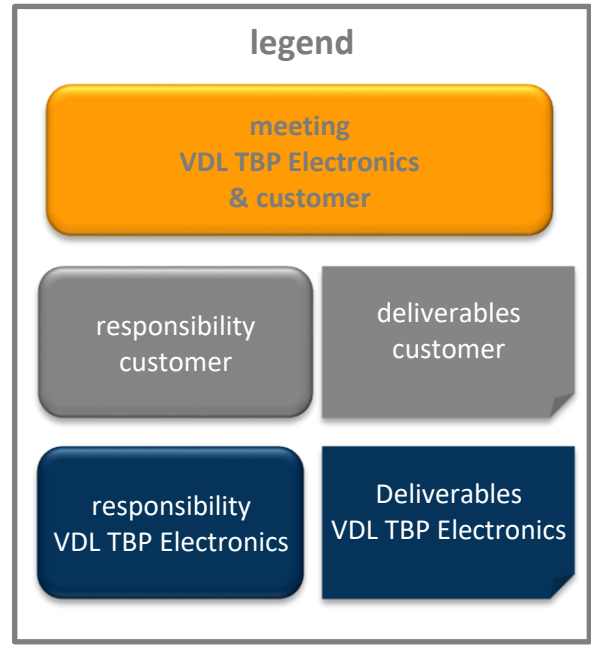 legend
meeting
VDL TBP Electronics
& customer
responsibility
customer
deliverables
customer
responsibility
VDL TBP Electronics
Deliverables
VDL TBP Electronics